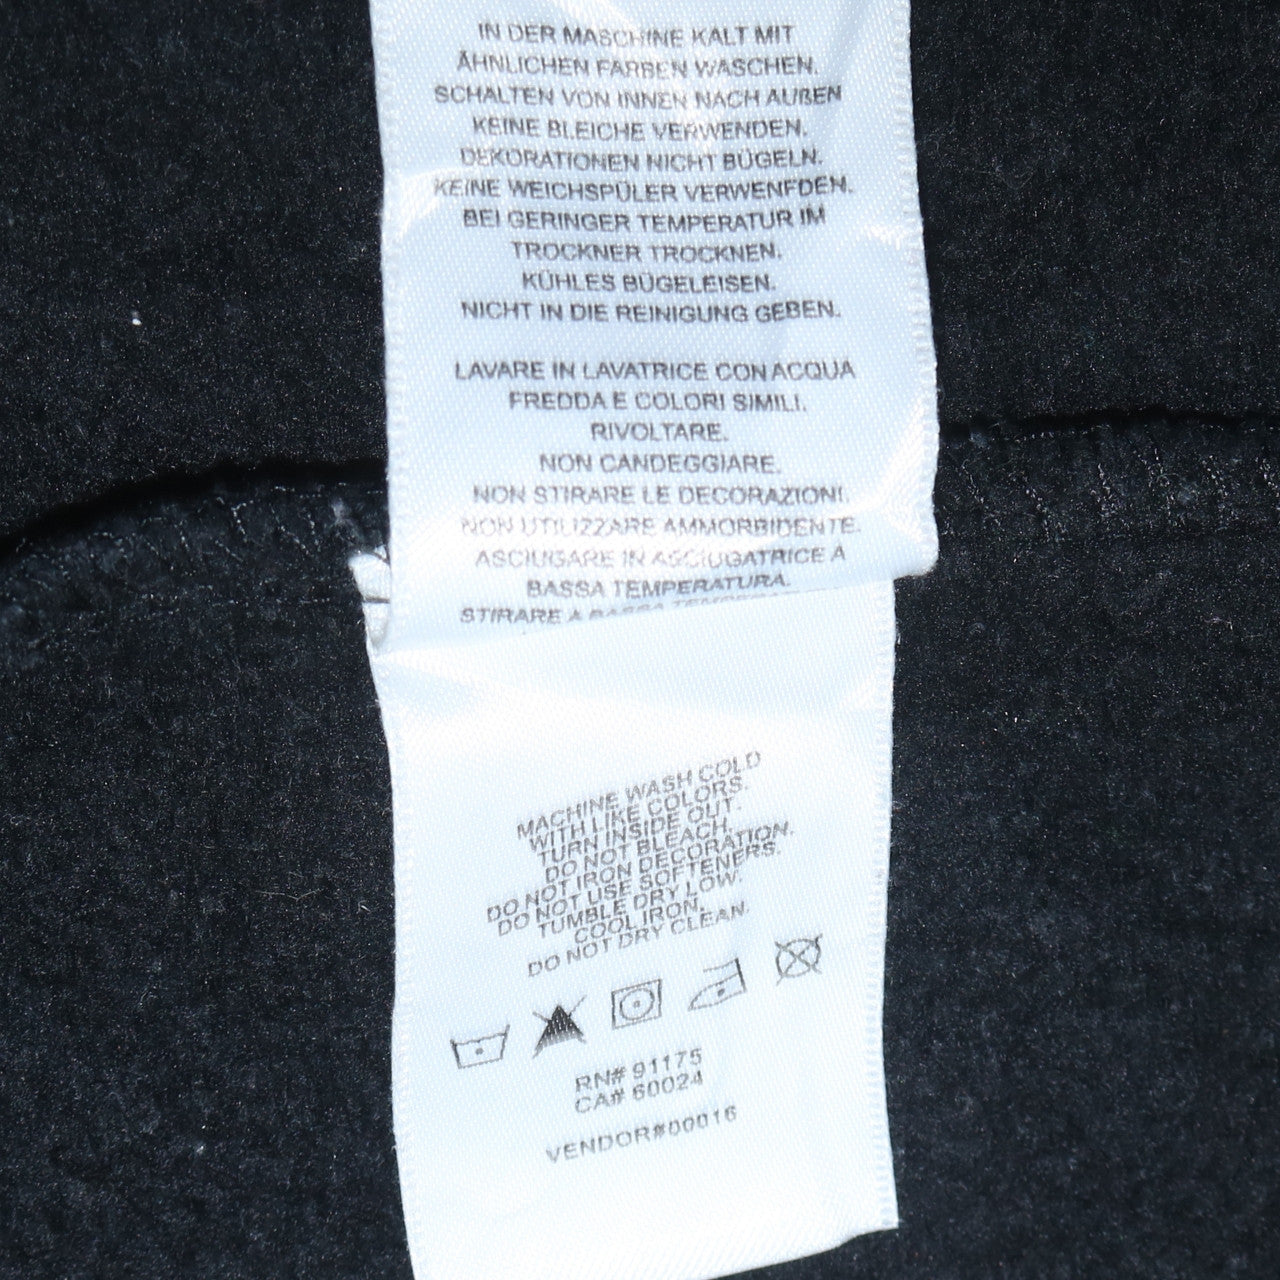 IN DER MASCHINE KALT MIT
ÄHNLICHEN FARBEN WASCHEN.
SCHALTEN VON INNEN NACH AUßEN
KEINE BLEICHE VERWENDEN.
DEKORATIONEN NICHT BÜGELN.
KEINE WEICHSPÜLER VERWENFDEN.
BEI GERINGER TEMPERATUR IM
TROCKNER TROCKNEN.
KÜHLES BÜGELEISEN.
NICHT IN DIE REINIGUNG GEBEN.
LAVARE IN LAVATRICE CON ACQUA
FREDDA E COLORI SIMILI.
RIVOLTARE.
NON CANDEGGIARE.
NON STIRARE LE DECORAZIONI.
NON UTILIZZARE AMMORBIDENTE.
ASCIUGARE IN ASCIUGATRICE A
BASSA TEMPERATURA.
STIRARE A BASSA TEMPERATURA
MACHINE WASH COLD
WITH LIKE COLORS.
TURN INSIDE OUT.
DO NOT BLEACH.
DO NOT IRON DECORATION.
DO NOT USE SOFTENERS.
TUMBLE DRY LOW.
COOL IRON.
DO NOT DRY CLEAN.
RN# 91175
CA# 60024
VENDOR#00016